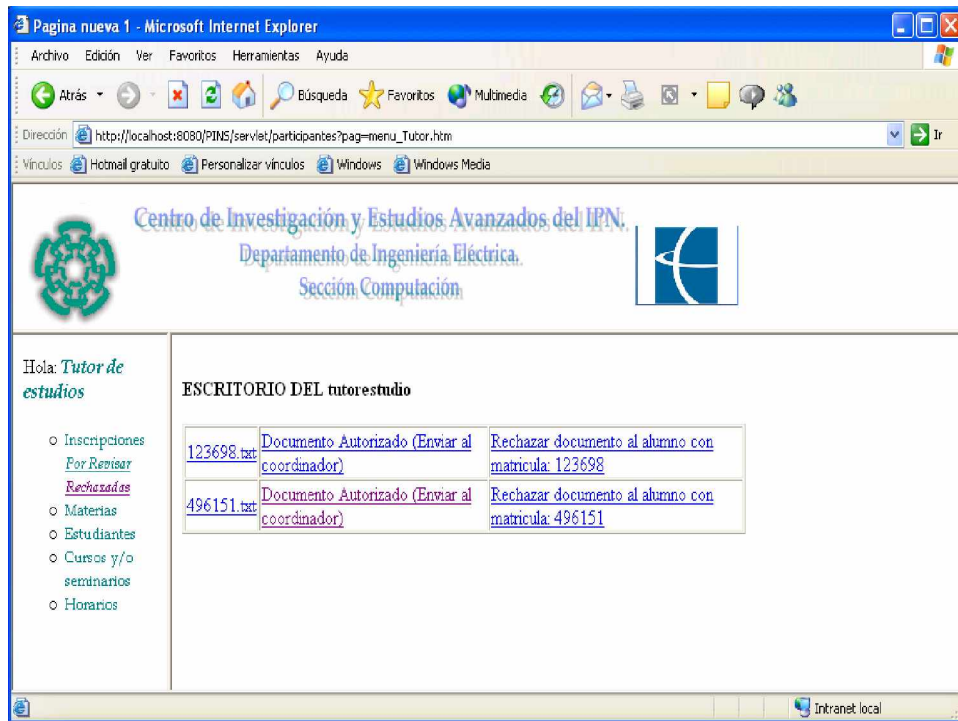 Pagina nueva 1 - Microsoft Internet Explorer
Archivo Edición Ver Favoritos Herramientas Ayuda
Atrás Búsqueda Favoritos Multimedia
Dirección http://localhost:8080/PINS/servlet/participantes?pag=menu_Tutor.htm Ir
Vínculos Hotmail gratuito Personalizar vínculos Windows Windows Media
Centro de Investigación y Estudios Avanzados del IPN.
Departamento de Ingeniería Eléctrica.
Sección Computación
Hola: Tutor de
estudios
Inscripciones
Por Revisar
Rechazadas
Materias
Estudiantes
Cursos y/o
seminarios
Horarios
ESCRITORIO DEL tutorestudio
123698.txt Documento Autorizado (Enviar al
coordinador) Rechazar documento al alumno con
matricula: 123698
496151.txt Documento Autorizado (Enviar al
coordinador) Rechazar documento al alumno con
matricula: 496151
Intranet local